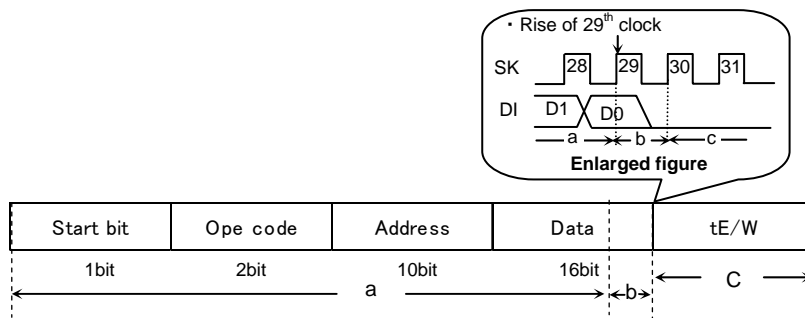 ・Rise of 29th clock
SK 28 29 30 31
DI D1 D0
a b c
Enlarged figure
Start bit Ope code Address Data tE/W
1bit 2bit 10bit 16bit
a b C